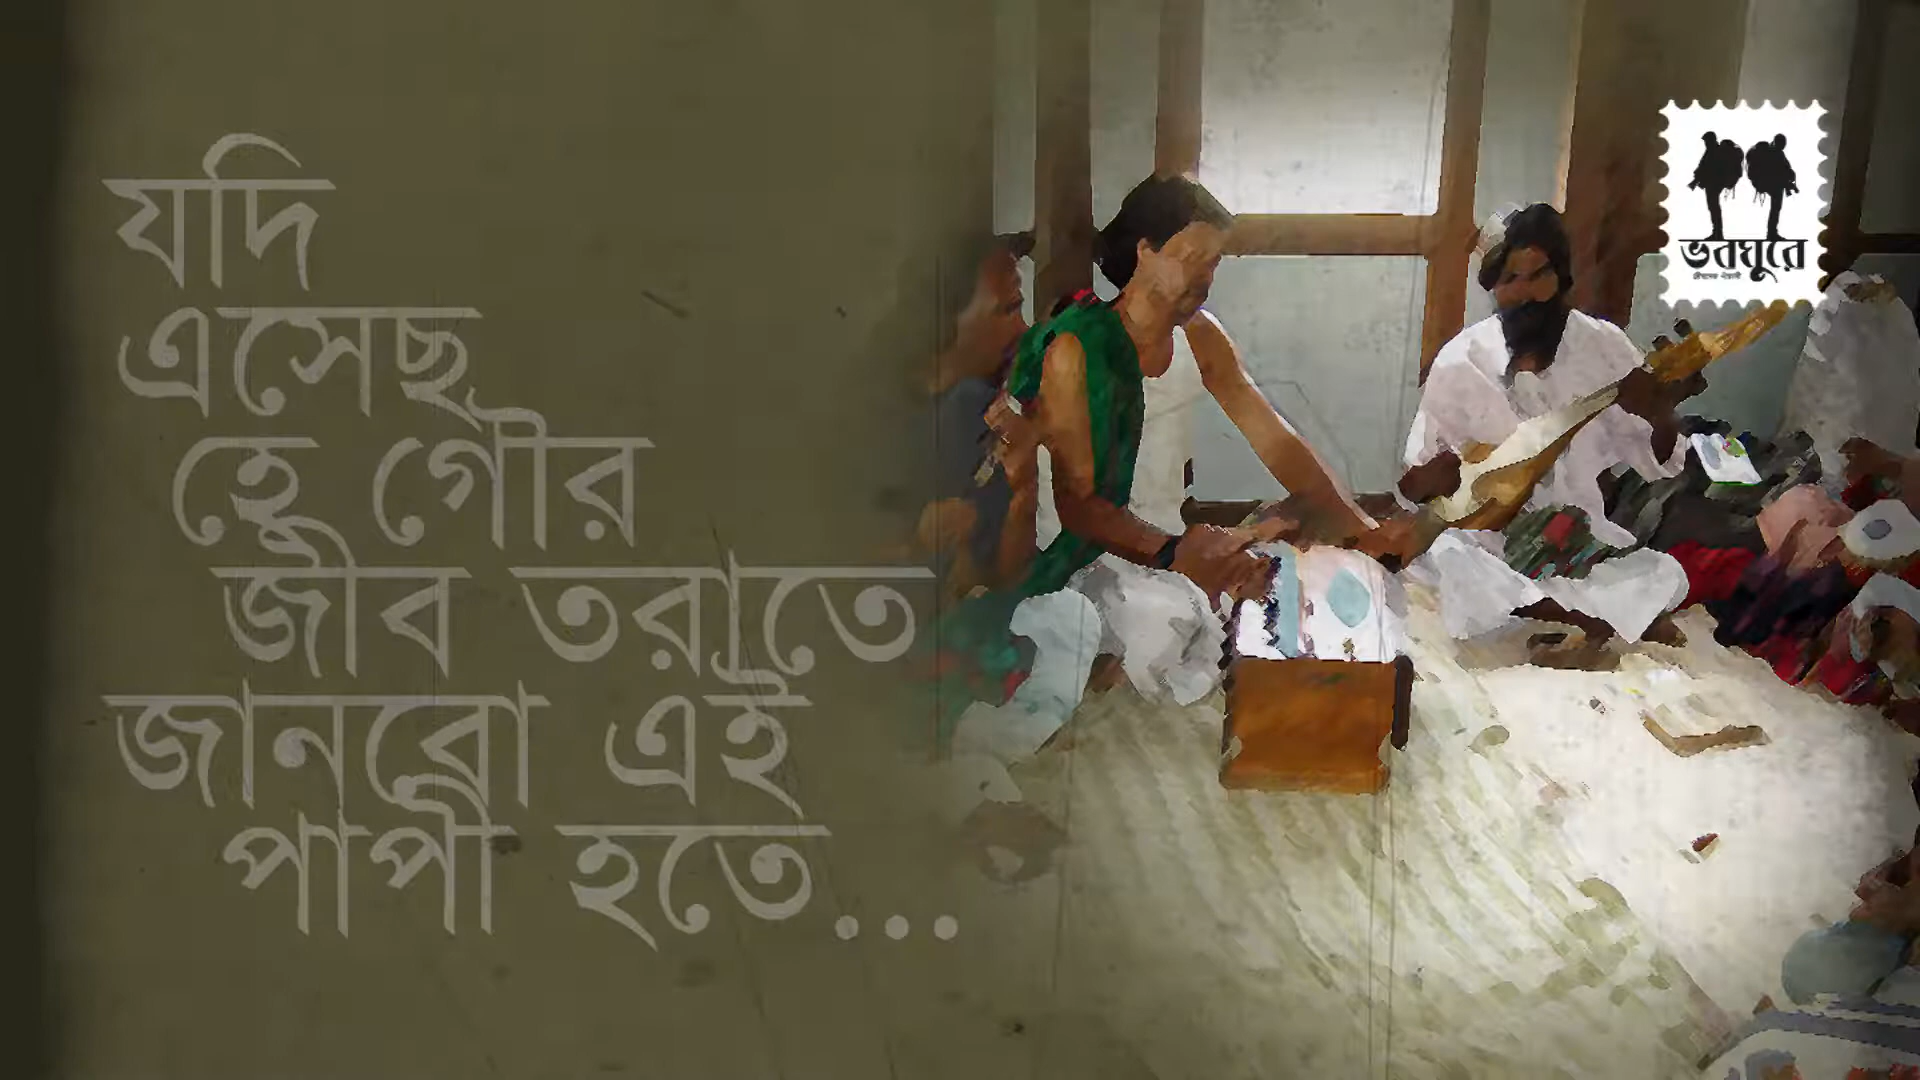 যদি
এসেছ
হে গৌর
জীব তরাতে
জানবো এই
পাপী হতে...
ভবঘুরে